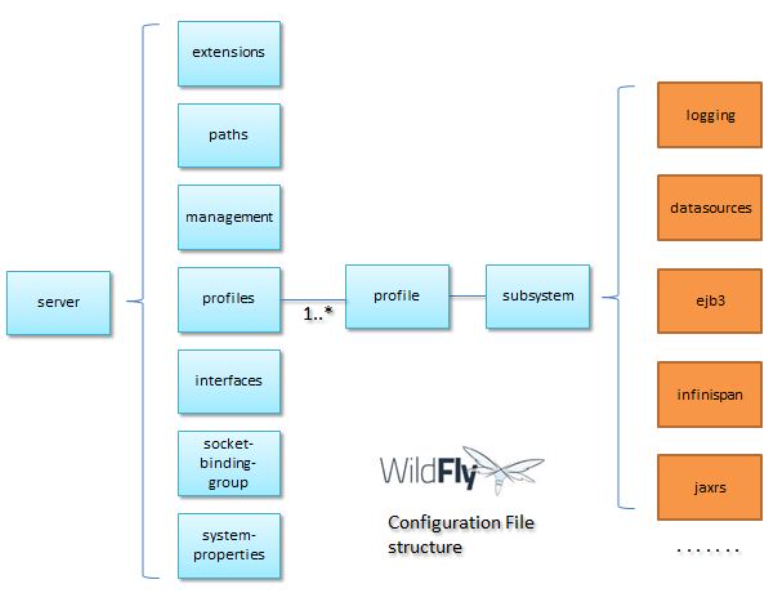 extensions
paths
management
server
profiles
1..*
profile
subsystem
interfaces
socket-
binding-
group
system-
properties
logging
datasources
ejb3
infinispan
jaxrs
.......
WildFly
Configuration File
structure